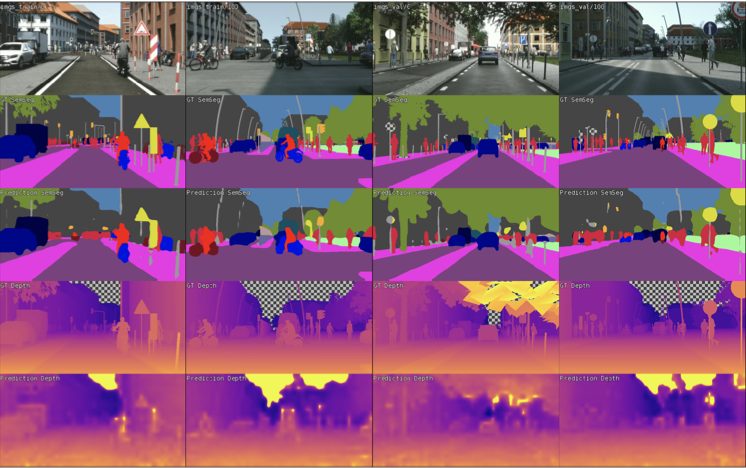 imgs_train/100 imgs_val/0 imgs_val/100
GT SemSeg GT SemSeg GT SemSeg GT SemSeg
Prediction SemSeg Prediction SemSeg Prediction SemSeg Prediction SemSeg
GT Depth GT Depth GT Depth GT Depth
Prediction Depth Prediction Depth Prediction Depth Prediction Depth